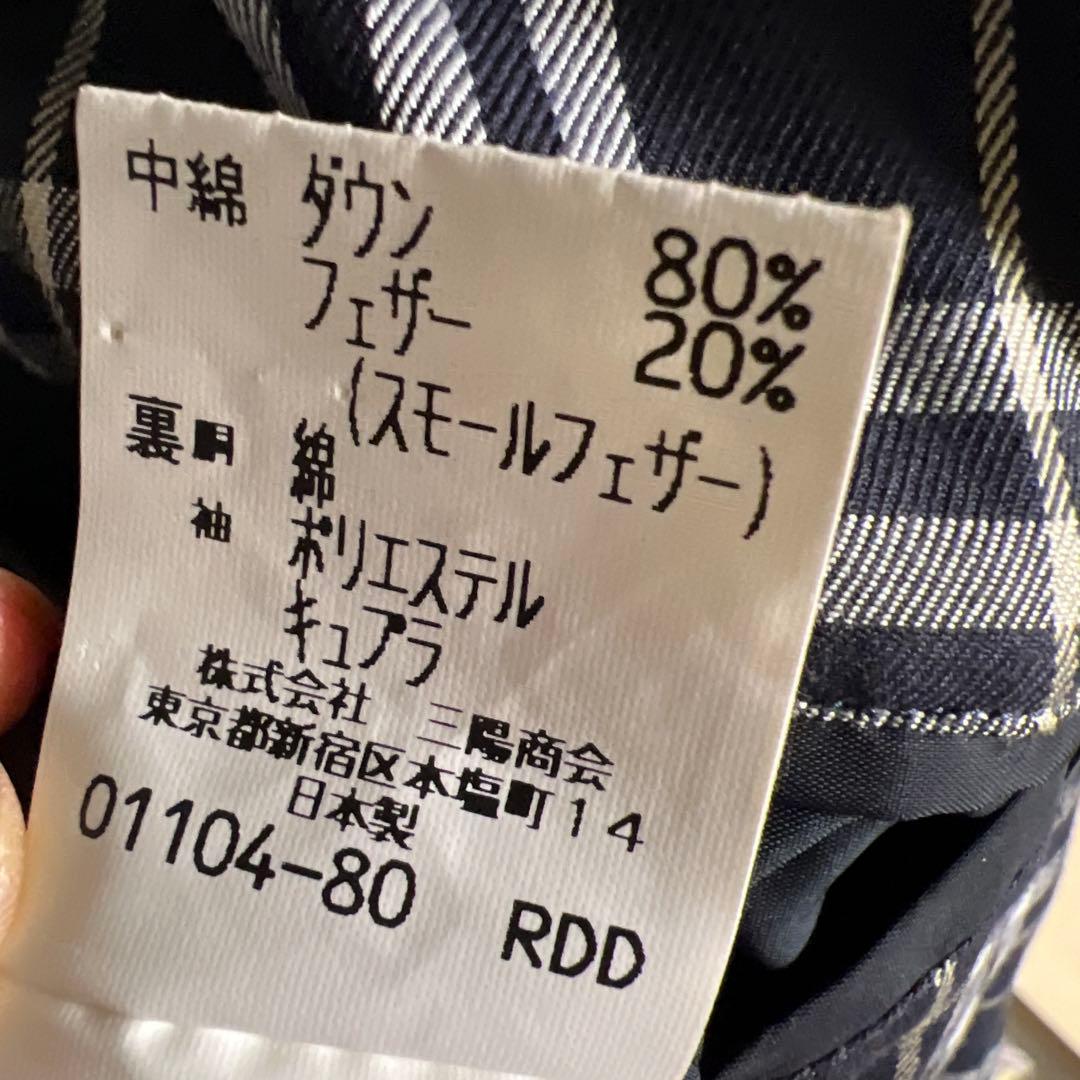 中綿 ダウン 80%
フェザー 20%
(スモールフェザー)
裏 胴 綿
袖 ポリエステル
キュプラ
株式会社 三陽商会
東京都新宿区本塩町14
日本製
01104-80 RDD